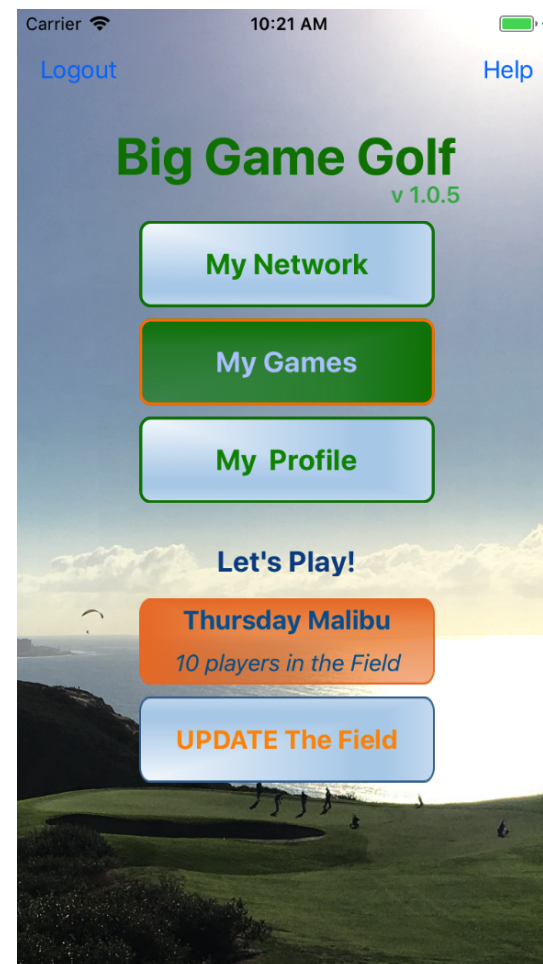 Carrier 10:21 AM
Logout Help
Big Game Golf
v 1.0.5
My Network
My Games
My Profile
Let's Play!
Thursday Malibu
10 players in the Field
UPDATE The Field